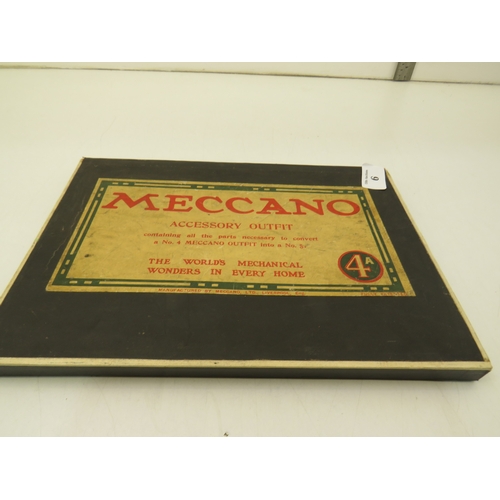 MECCANO
ACCESSORY OUTFIT
containing all the parts necessary to convert
a No. 4 MECCANO OUTFIT into a No. 5
THE WORLD'S MECHANICAL
WONDERS IN EVERY HOME
4A
9